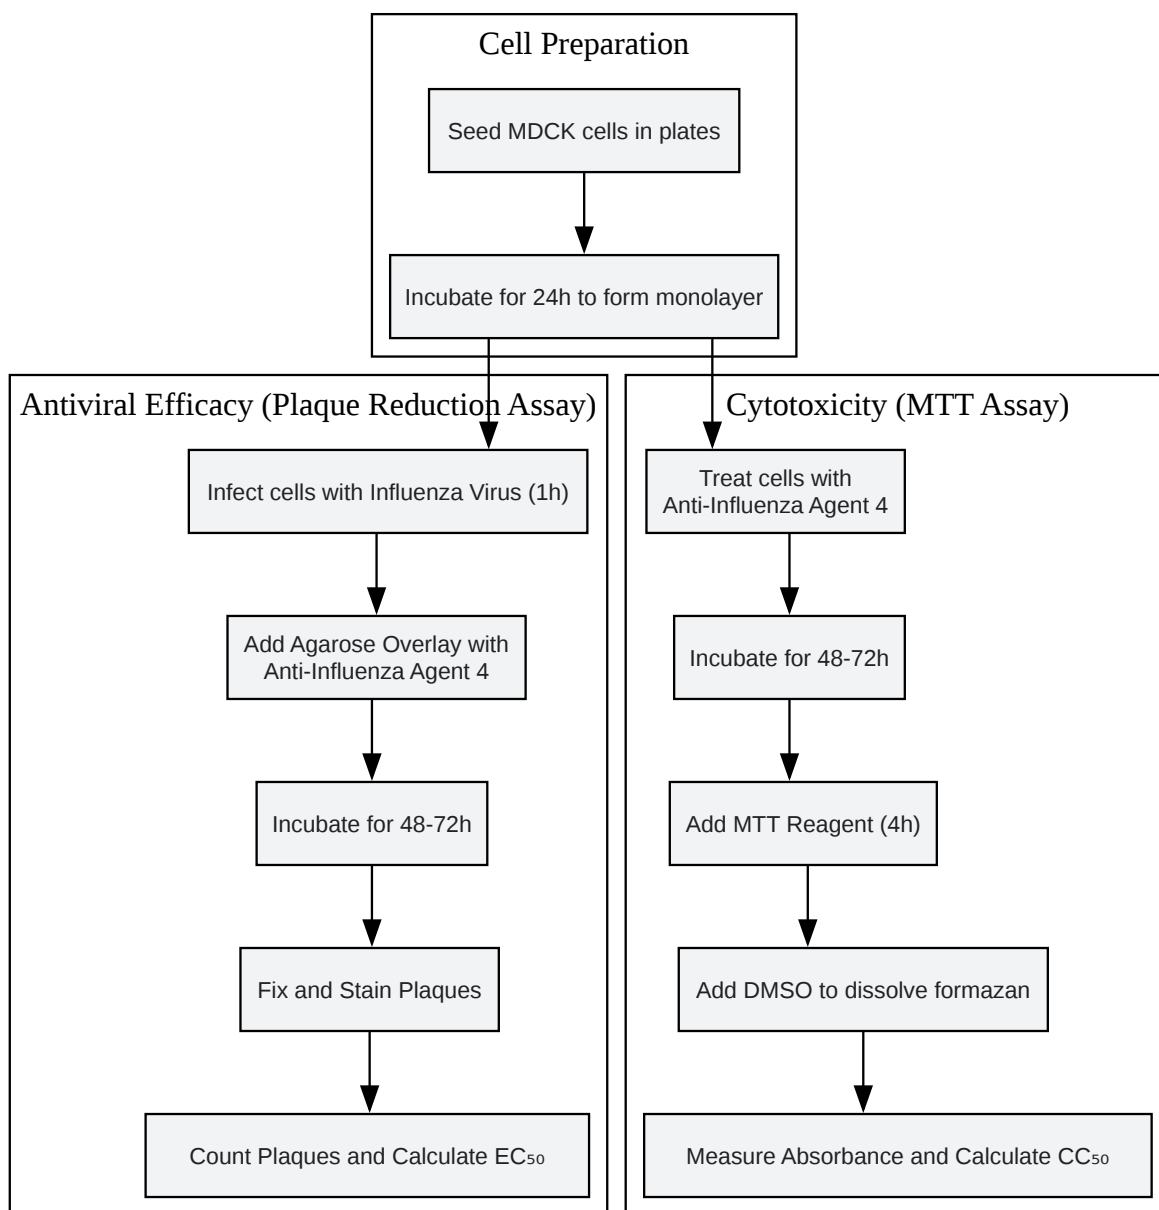 Cell Preparation
Seed MDCK cells in plates
Incubate for 24h to form monolayer
Antiviral Efficacy (Plaque Reduction Assay)
Infect cells with Influenza Virus (1h)
Add Agarose Overlay with
Anti-Influenza Agent 4
Incubate for 48-72h
Fix and Stain Plaques
Count Plaques and Calculate EC₅₀
Cytotoxicity (MTT Assay)
Treat cells with
Anti-Influenza Agent 4
Incubate for 48-72h
Add MTT Reagent (4h)
Add DMSO to dissolve formazan
Measure Absorbance and Calculate CC₅₀